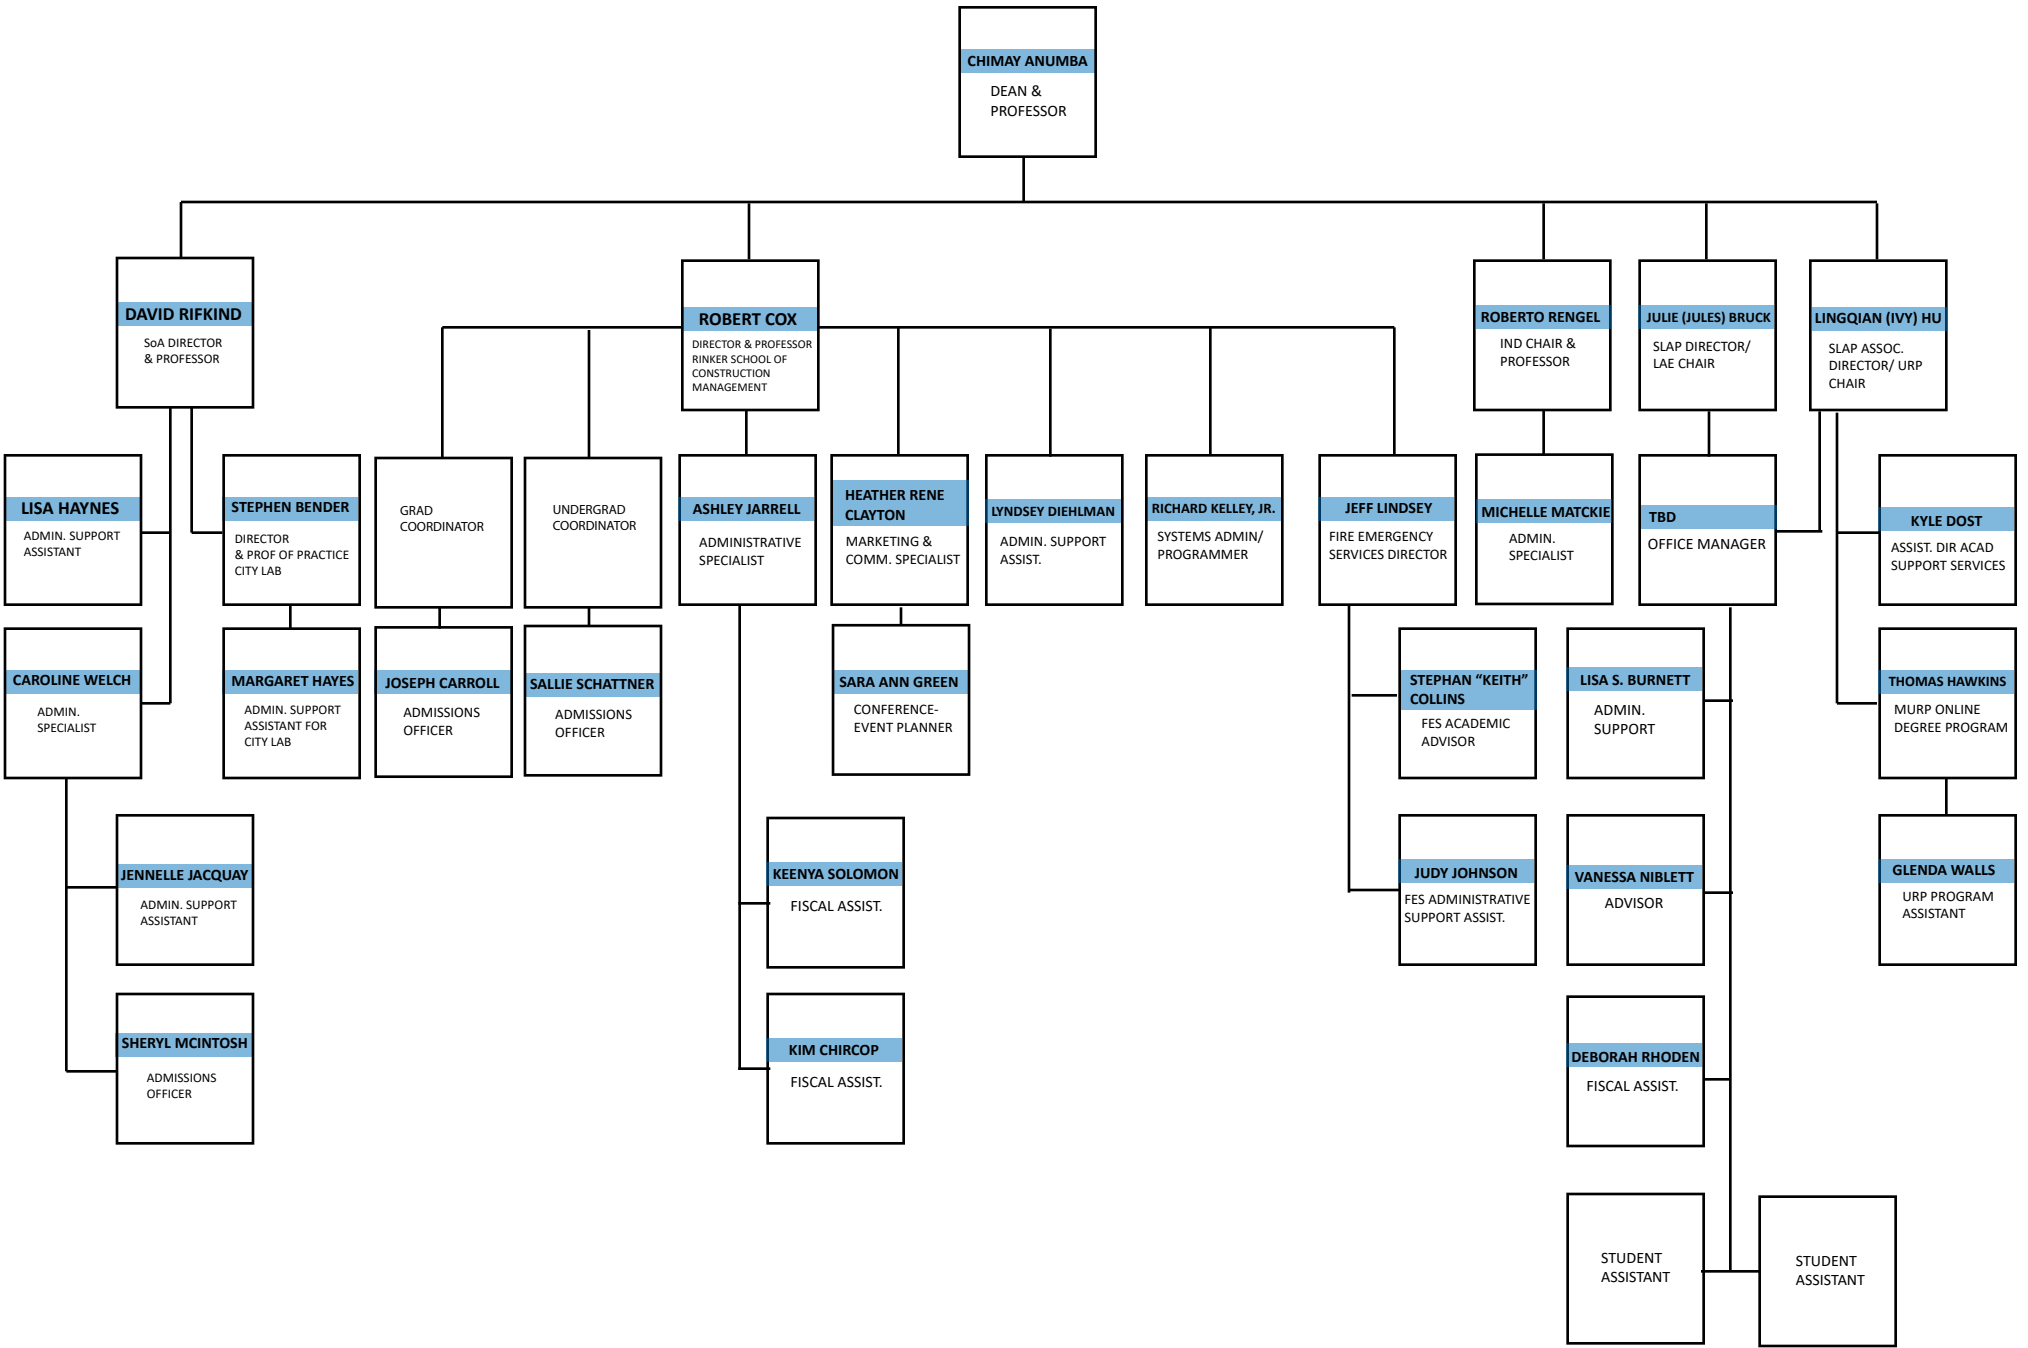 CHIMAY ANUMBA
DEAN &
PROFESSOR
DAVID RIFKIND
SoA DIRECTOR
& PROFESSOR
ROBERT COX
DIRECTOR & PROFESSOR
RINKER SCHOOL OF
CONSTRUCTION
MANAGEMENT
ROBERTO RENGEL
IND CHAIR &
PROFESSOR
JULIE (JULES) BRUCK
SLAP DIRECTOR/
LAE CHAIR
LINGQIAN (IVY) HU
SLAP ASSOC.
DIRECTOR/ URP
CHAIR
LISA HAYNES
ADMIN. SUPPORT
ASSISTANT
STEPHEN BENDER
DIRECTOR
& PROF OF PRACTICE
CITY LAB
GRAD
COORDINATOR
UNDERGRAD
COORDINATOR
ASHLEY JARRELL
ADMINISTRATIVE
SPECIALIST
HEATHER RENE
CLAYTON
MARKETING &
COMM. SPECIALIST
LYNDSEY DIEHLMAN
ADMIN. SUPPORT
ASSIST.
RICHARD KELLEY, JR.
SYSTEMS ADMIN/
PROGRAMMER
JEFF LINDSEY
FIRE EMERGENCY
SERVICES DIRECTOR
MICHELLE MATCKIE
ADMIN.
SPECIALIST
TBD
OFFICE MANAGER
KYLE DOST
ASSIST. DIR ACAD
SUPPORT SERVICES
CAROLINE WELCH
ADMIN.
SPECIALIST
MARGARET HAYES
ADMIN. SUPPORT
ASSISTANT FOR
CITY LAB
JOSEPH CARROLL
ADMISSIONS
OFFICER
SALLIE SCHATTNER
ADMISSIONS
OFFICER
SARA ANN GREEN
CONFERENCE-
EVENT PLANNER
STEPHAN “KEITH”
COLLINS
FES ACADEMIC
ADVISOR
LISA S. BURNETT
ADMIN.
SUPPORT
THOMAS HAWKINS
MURP ONLINE
DEGREE PROGRAM
JENNELLE JACQUAY
ADMIN. SUPPORT
ASSISTANT
KEENYA SOLOMON
FISCAL ASSIST.
JUDY JOHNSON
FES ADMINISTRATIVE
SUPPORT ASSIST.
VANESSA NIBLETT
ADVISOR
GLENDA WALLS
URP PROGRAM
ASSISTANT
SHERYL MCINTOSH
ADMISSIONS
OFFICER
KIM CHIRCOP
FISCAL ASSIST.
DEBORAH RHODEN
FISCAL ASSIST.
STUDENT
ASSISTANT
STUDENT
ASSISTANT